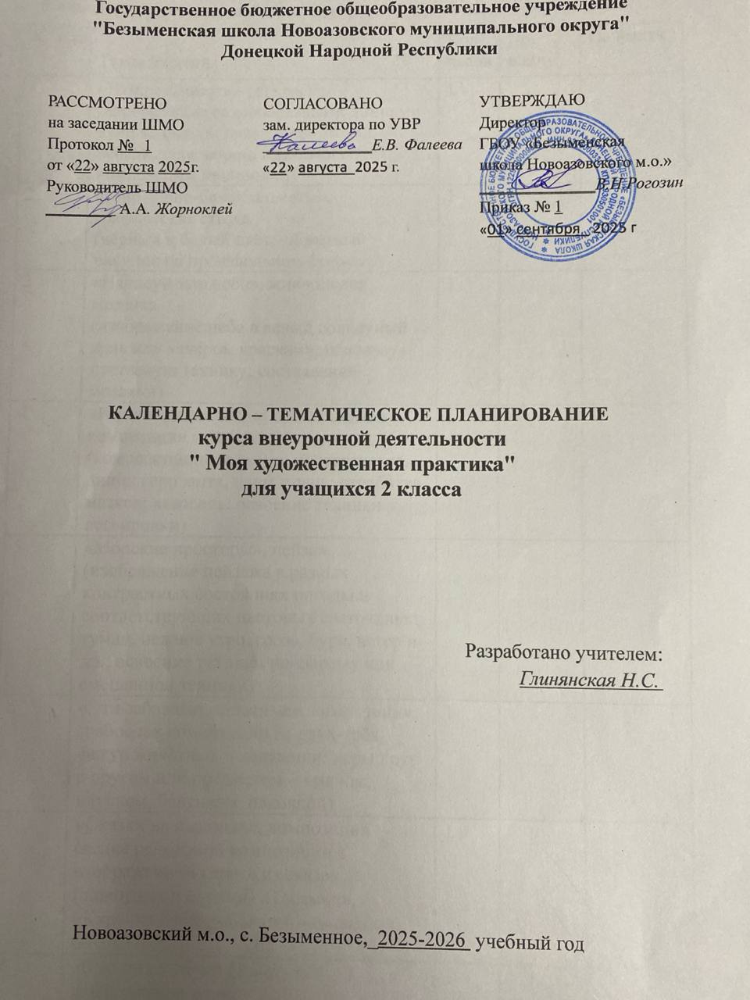 Государственное бюджетное общеобразовательное учреждение
"Безыменская школа Новоазовского муниципального округа"
Донецкой Народной Республики
РАССМОТРЕНО
на заседании ШМО
Протокол № 1
от «22» августа 2025г.
Руководитель ШМО
А.А. Жорноклей
СОГЛАСОВАНО
зам. директора по УВР
Фалеева Е.В. Фалеева
«22» августа 2025 г.
УТВЕРЖДАЮ
Директор
ГБОУ «Безыменская
школа Новоазовского м.о.»
В.Н.Рогозин
Приказ № 1
«01» сентября 2025 г
КАЛЕНДАРНО – ТЕМАТИЧЕСКОЕ ПЛАНИРОВАНИЕ
курса внеурочной деятельности
" Моя художественная практика"
для учащихся 2 класса
Разработано учителем:
Глинянская Н.С.
Новоазовский м.о., с. Безыменное, 2025-2026 учебный год